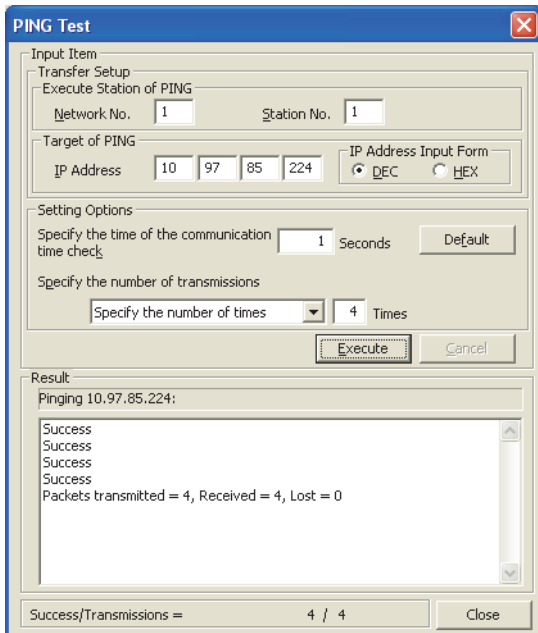 PING Test
Input Item
Transfer Setup
Execute Station of PING
Network No. 1 Station No. 1
Target of PING
IP Address 10 97 85 224
IP Address Input Form
DEC HEX
Setting Options
Specify the time of the communication
time check 1 Seconds Default
Specify the number of transmissions
Specify the number of times 4 Times
Execute Cancel
Result
Pinging 10.97.85.224:
Success
Success
Success
Success
Packets transmitted = 4, Received = 4, Lost = 0
Success/Transmissions = 4 / 4 Close